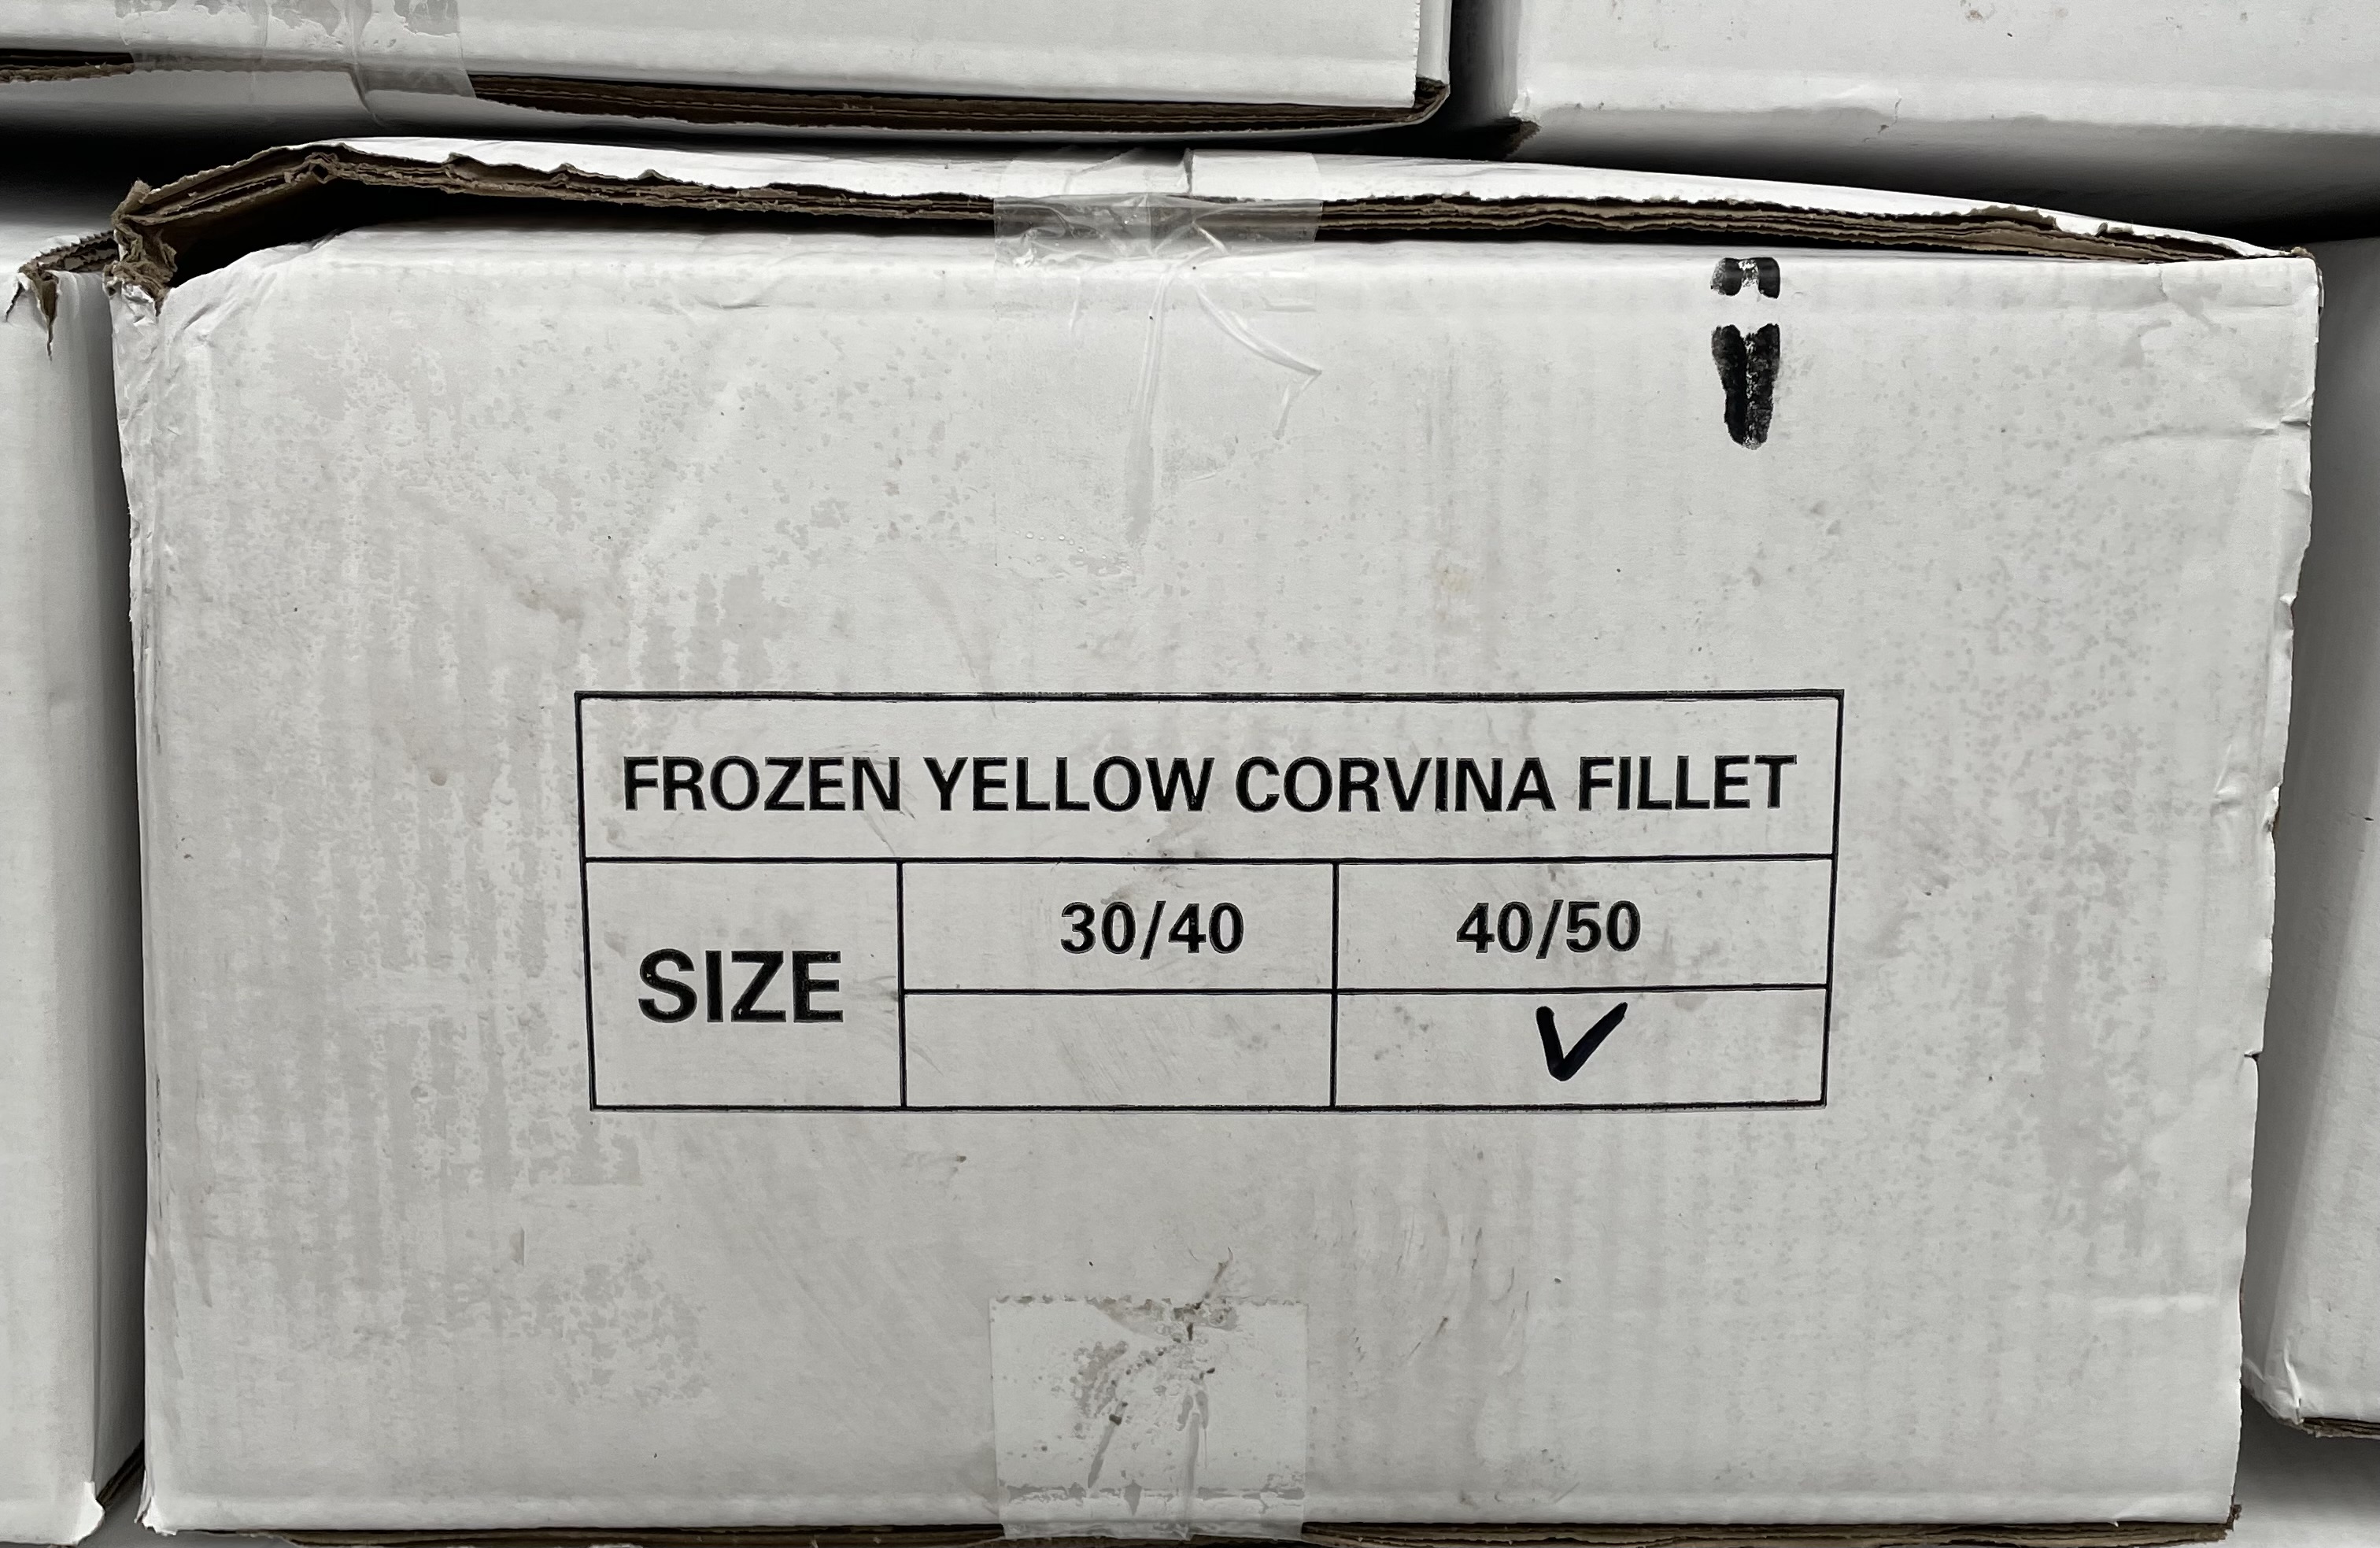 FROZEN YELLOW CORVINA FILLET
SIZE
30/40 40/50
✓